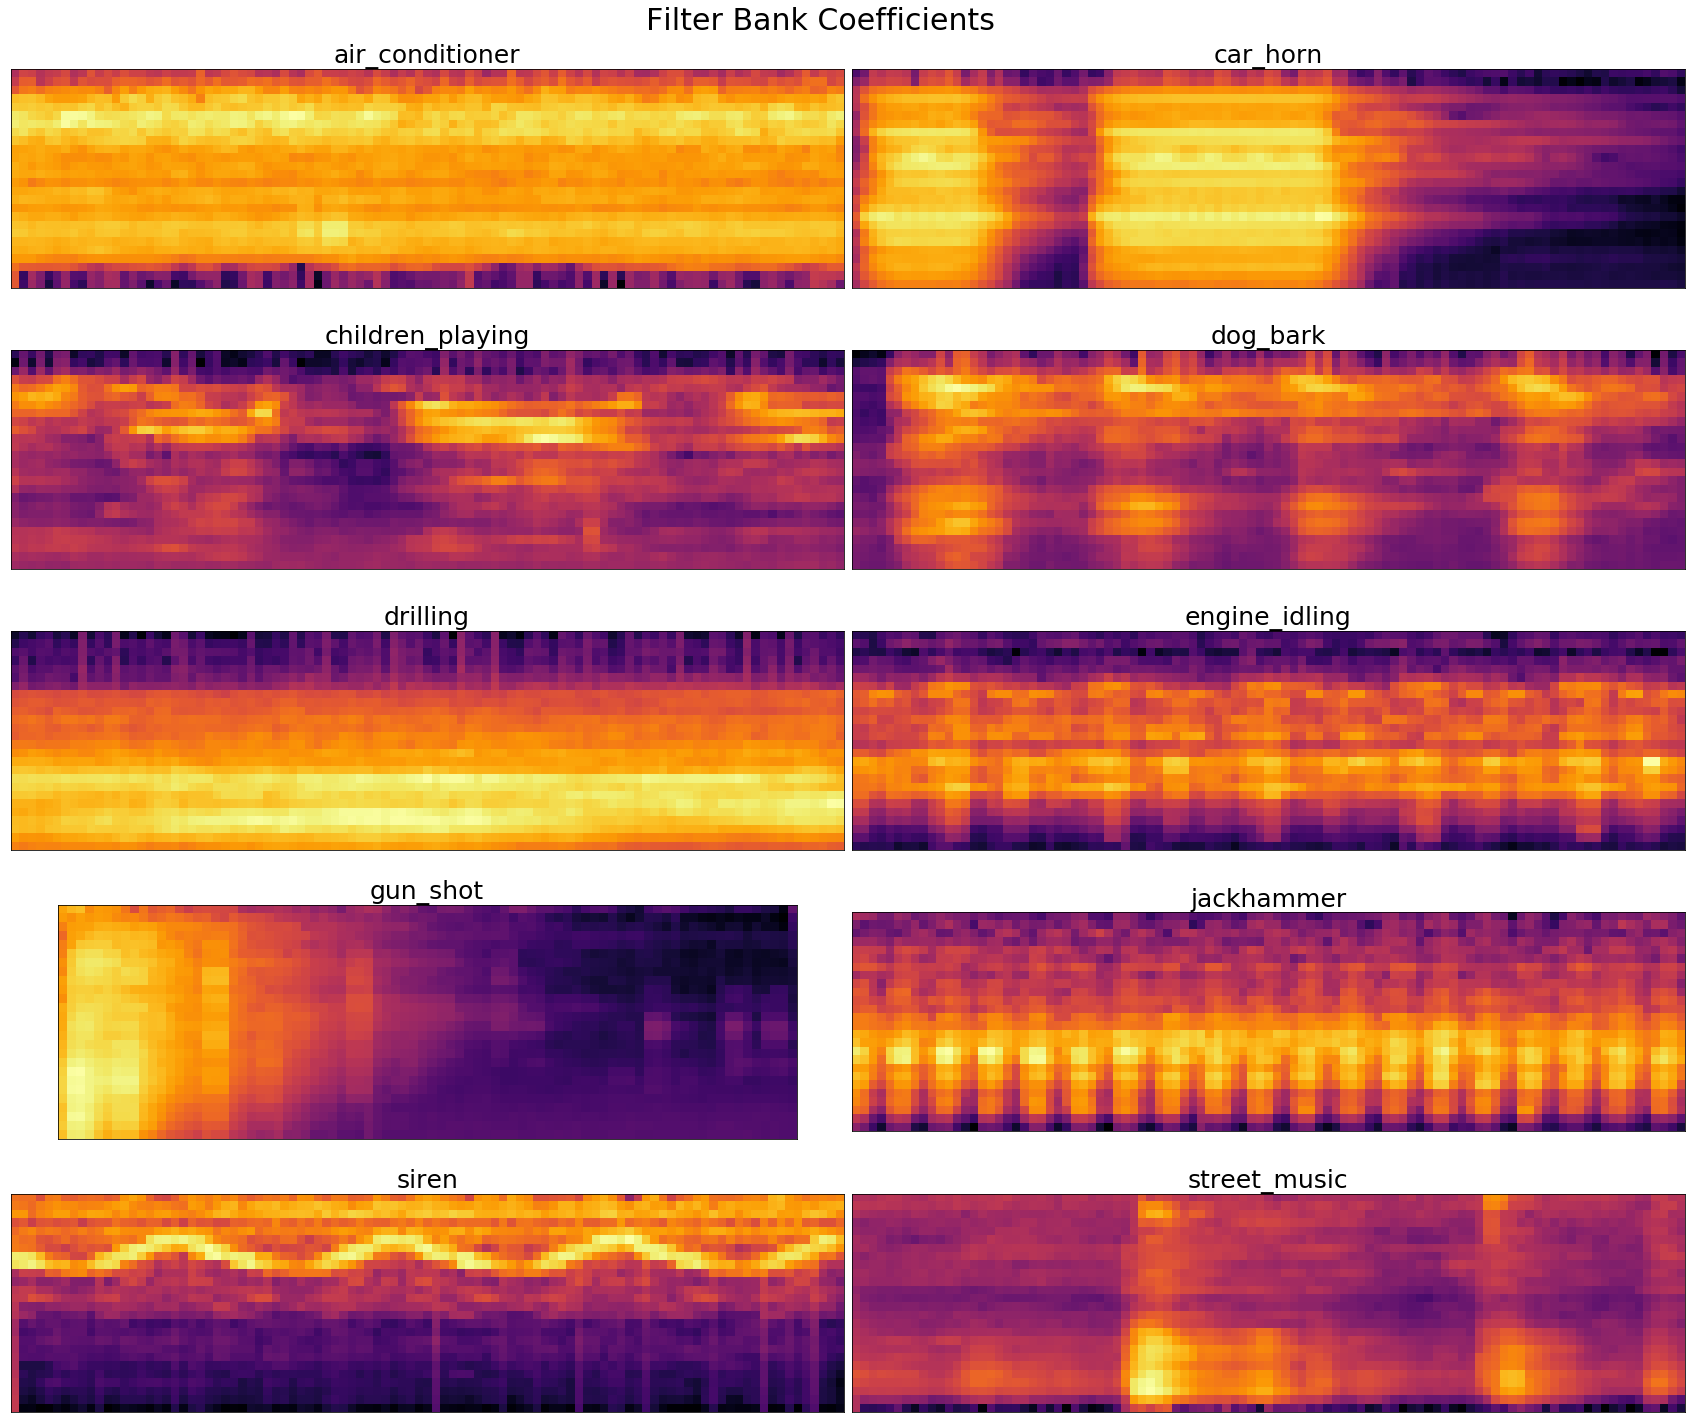 Filter Bank Coefficients
air_conditioner
car_horn
children_playing
dog_bark
drilling
engine_idling
gun_shot
jackhammer
siren
street_music